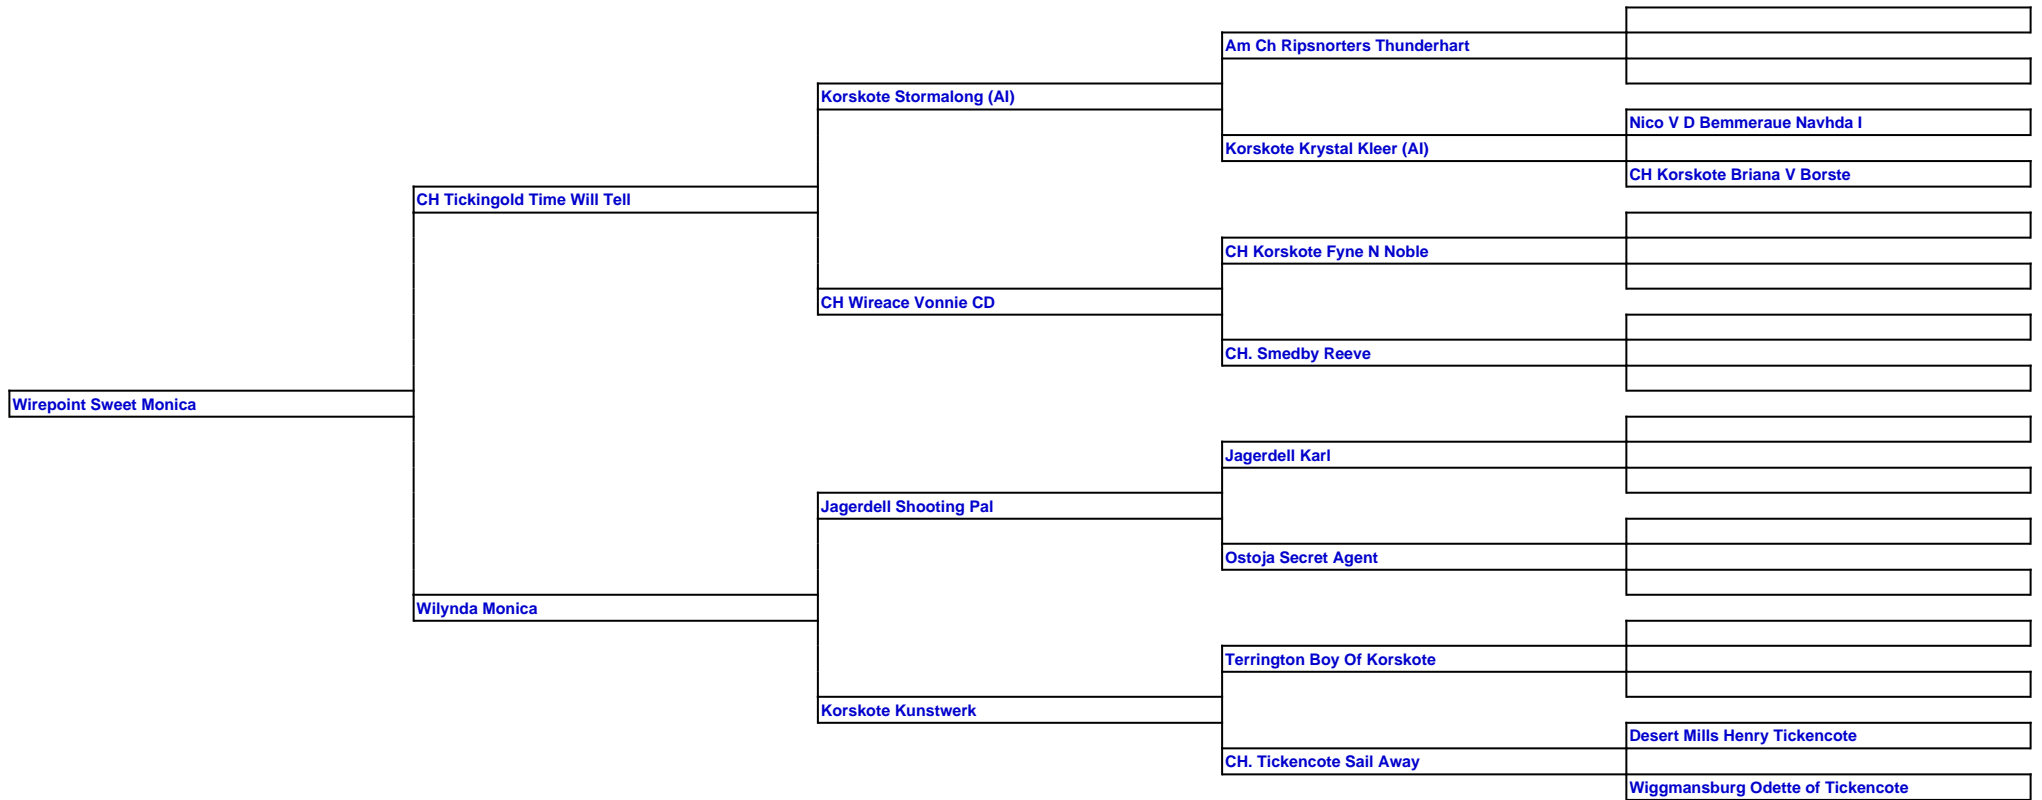 Am Ch Ripsnorters Thunderhart
Korskote Stormalong (AI)
Nico V D Bemmeraue Navhda I
Korskote Krystal Kleer (AI)
CH Korskote Briana V Borste
CH Tickingold Time Will Tell
CH Korskote Fyne N Noble
CH Wireace Vonnie CD
CH. Smedby Reeve
Wirepoint Sweet Monica
Jagerdell Karl
Jagerdell Shooting Pal
Ostoja Secret Agent
Wilynda Monica
Terrington Boy Of Korskote
Korskote Kunstwerk
Desert Mills Henry Tickencote
CH. Tickencote Sail Away
Wiggmansburg Odette of Tickencote